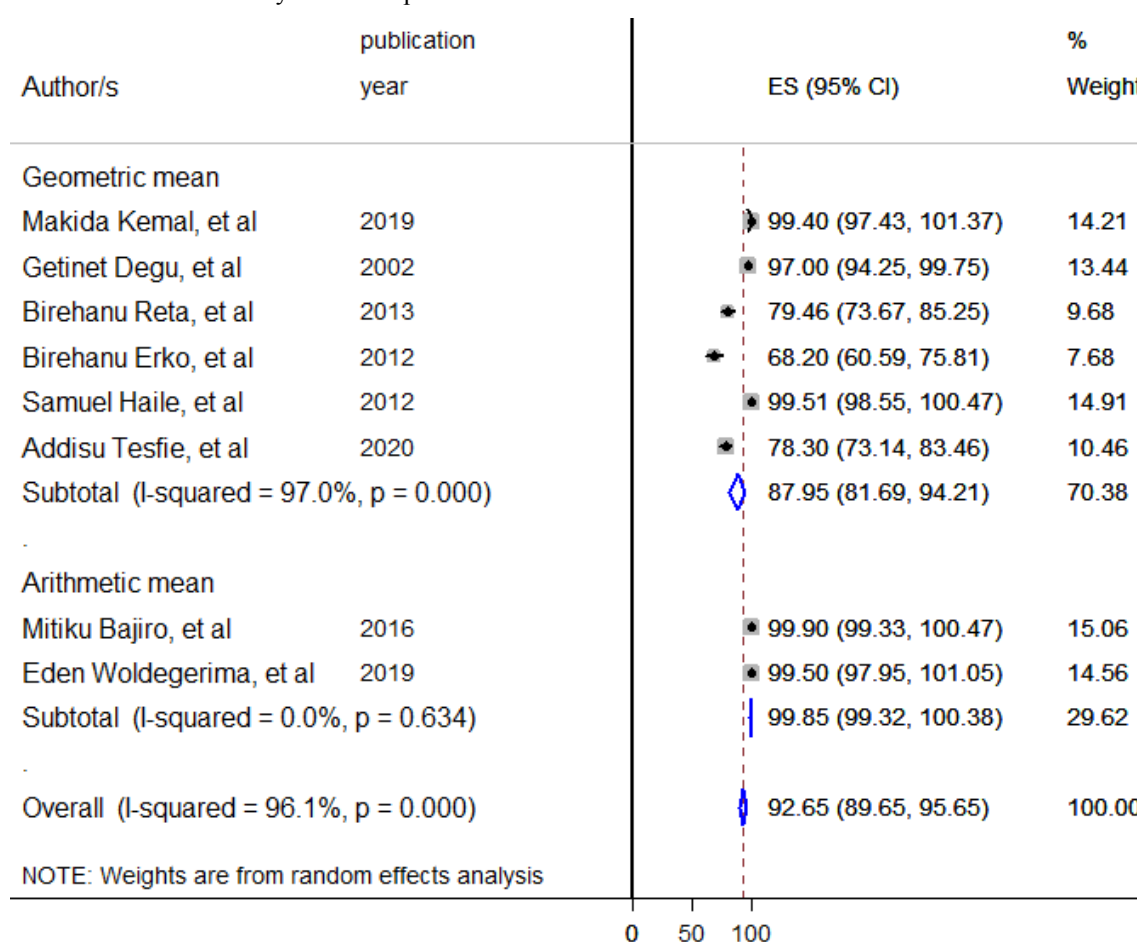 publication %
Author/s year ES (95% CI) Weight
Geometric mean
Makida Kemal, et al 2019 99.40 (97.43, 101.37) 14.21
Getinet Degu, et al 2002 97.00 (94.25, 99.75) 13.44
Birehanu Reta, et al 2013 79.46 (73.67, 85.25) 9.68
Birehanu Erko, et al 2012 68.20 (60.59, 75.81) 7.68
Samuel Haile, et al 2012 99.51 (98.55, 100.47) 14.91
Addisu Tesfie, et al 2020 78.30 (73.14, 83.46) 10.46
Subtotal (I-squared = 97.0%, p = 0.000) 87.95 (81.69, 94.21) 70.38
.
Arithmetic mean
Mitiku Bajiro, et al 2016 99.90 (99.33, 100.47) 15.06
Eden Woldegerima, et al 2019 99.50 (97.95, 101.05) 14.56
Subtotal (I-squared = 0.0%, p = 0.634) 99.85 (99.32, 100.38) 29.62
.
Overall (I-squared = 96.1%, p = 0.000) 92.65 (89.65, 95.65) 100.00
NOTE: Weights are from random effects analysis
0 50 100